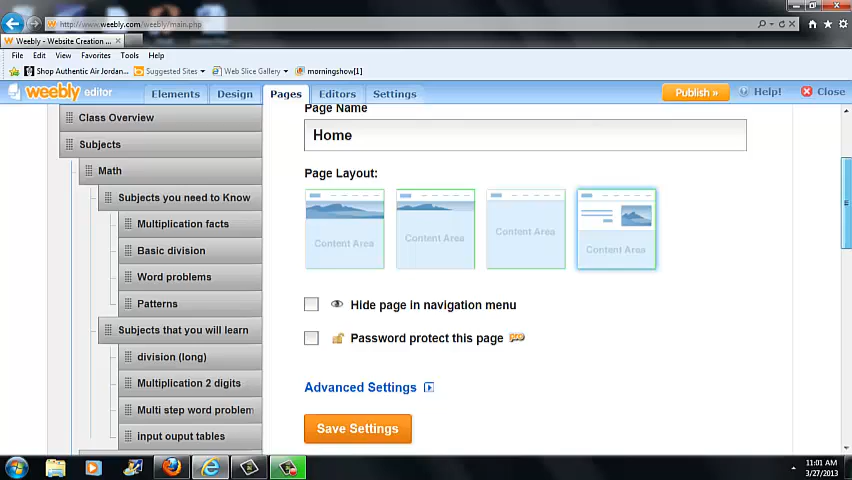 http://www.weebly.com/weebly/main.php
Weebly - Website Creation ...
File Edit View Favorites Tools Help
Shop Authentic Air Jordan... Suggested Sites Web Slice Gallery morningshow[1]
weebly editor Elements Design Pages Editors Settings Publish » Help! Close
Class Overview
Subjects
Math
Subjects you need to Know
Multiplication facts
Basic division
Word problems
Patterns
Subjects that you will learn
division (long)
Multiplication 2 digits
Multi step word problem
input ouput tables
Page Name
Home
Page Layout:
Content Area Content Area Content Area Content Area
Hide page in navigation menu
Password protect this page
Advanced Settings
Save Settings
11:01 AM
3/27/2013